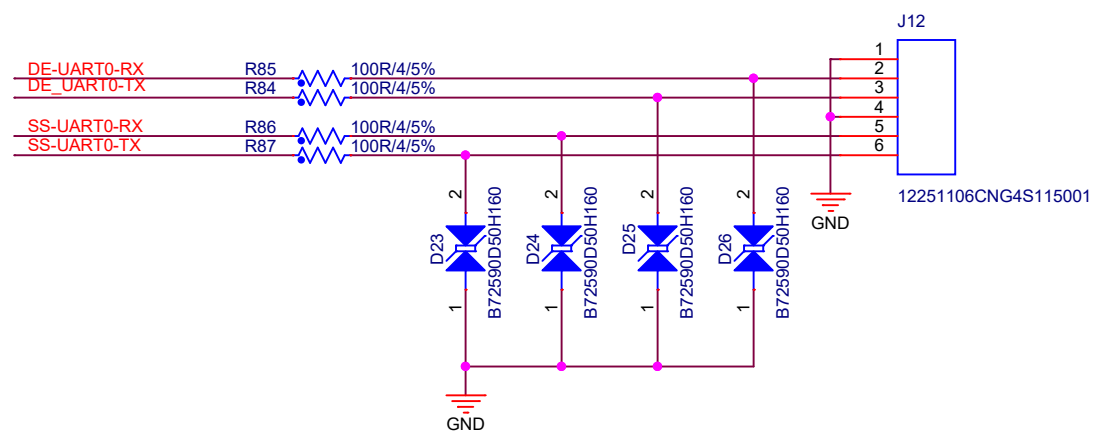 J12
1
DE-UART0-RX R85 100R/4/5% 2
DE_UART0-TX R84 100R/4/5% 3
4
SS-UART0-RX R86 100R/4/5% 5
SS-UART0-TX R87 100R/4/5% 6
12251106CNG4S115001
GND
2 2 2 2
D23 B72590D50H160 D24 B72590D50H160 D25 B72590D50H160 D26 B72590D50H160
1 1 1 1
GND